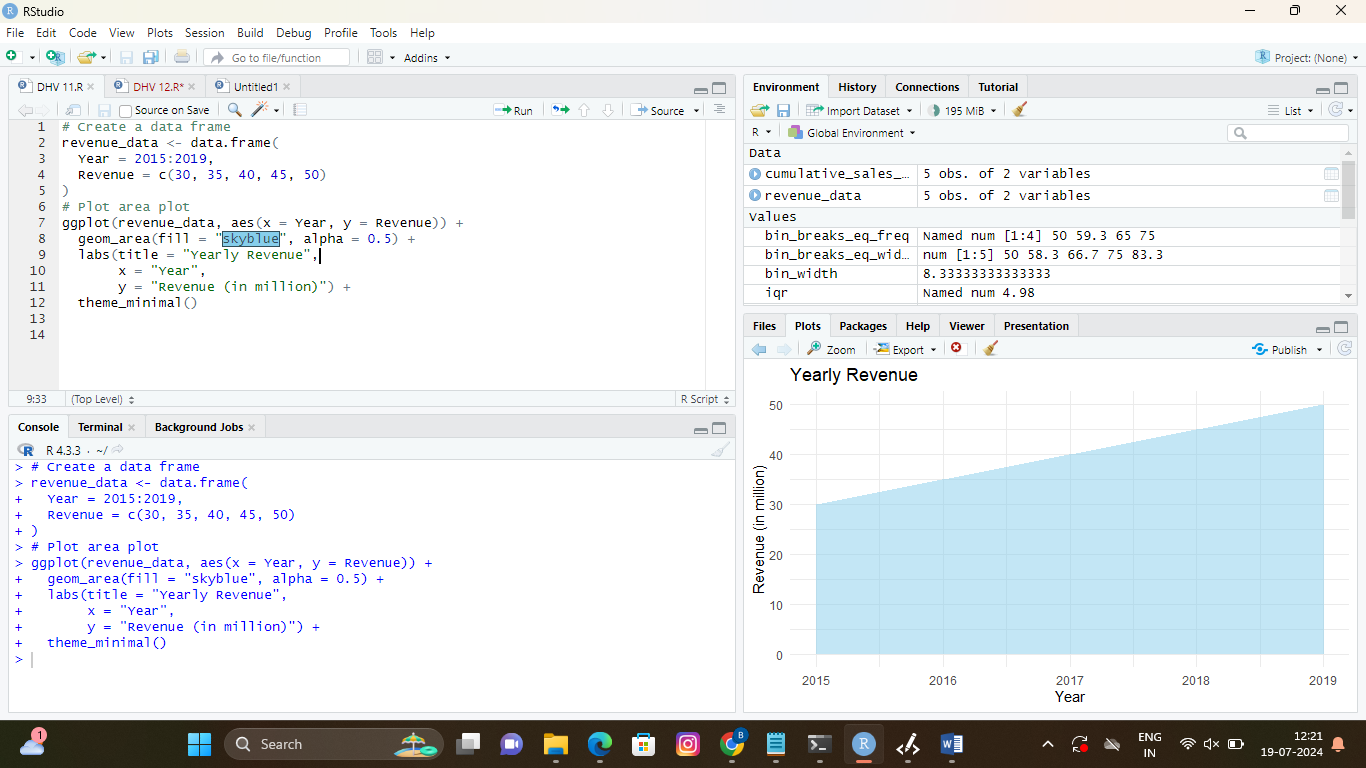 RStudio
File Edit Code View Plots Session Build Debug Profile Tools Help
Go to file/function Addins Project: (None)
DHV 11.R DHV 12.R* Untitled1
Source on Save Run Source
1 # Create a data frame
2 revenue_data <- data.frame(
3 Year = 2015:2019,
4 Revenue = c(30, 35, 40, 45, 50)
5 )
6 # Plot area plot
7 ggplot(revenue_data, aes(x = Year, y = Revenue)) +
8 geom_area(fill = "skyblue", alpha = 0.5) +
9 labs(title = "Yearly Revenue",
10 x = "Year",
11 y = "Revenue (in million)") +
12 theme_minimal()
13
14
9:33 (Top Level) R Script
Console Terminal Background Jobs
R 4.3.3 · ~/
> # Create a data frame
> revenue_data <- data.frame(
+ Year = 2015:2019,
+ Revenue = c(30, 35, 40, 45, 50)
+ )
> # Plot area plot
> ggplot(revenue_data, aes(x = Year, y = Revenue)) +
+ geom_area(fill = "skyblue", alpha = 0.5) +
+ labs(title = "Yearly Revenue",
+ x = "Year",
+ y = "Revenue (in million)") +
+ theme_minimal()
>
Environment History Connections Tutorial
Import Dataset 195 MiB List
R Global Environment
Data
cumulative_sales_… 5 obs. of 2 variables
revenue_data 5 obs. of 2 variables
Values
bin_breaks_eq_freq Named num [1:4] 50 59.3 65 75
bin_breaks_eq_wid… num [1:5] 50 58.3 66.7 75 83.3
bin_width 8.33333333333333
iqr Named num 4.98
Files Plots Packages Help Viewer Presentation
Zoom Export Publish
Yearly Revenue
50
40
30
20
10
0
Revenue (in million)
2015 2016 2017 2018 2019
Year
1
Search
B
ENG
IN
12:21
19-07-2024